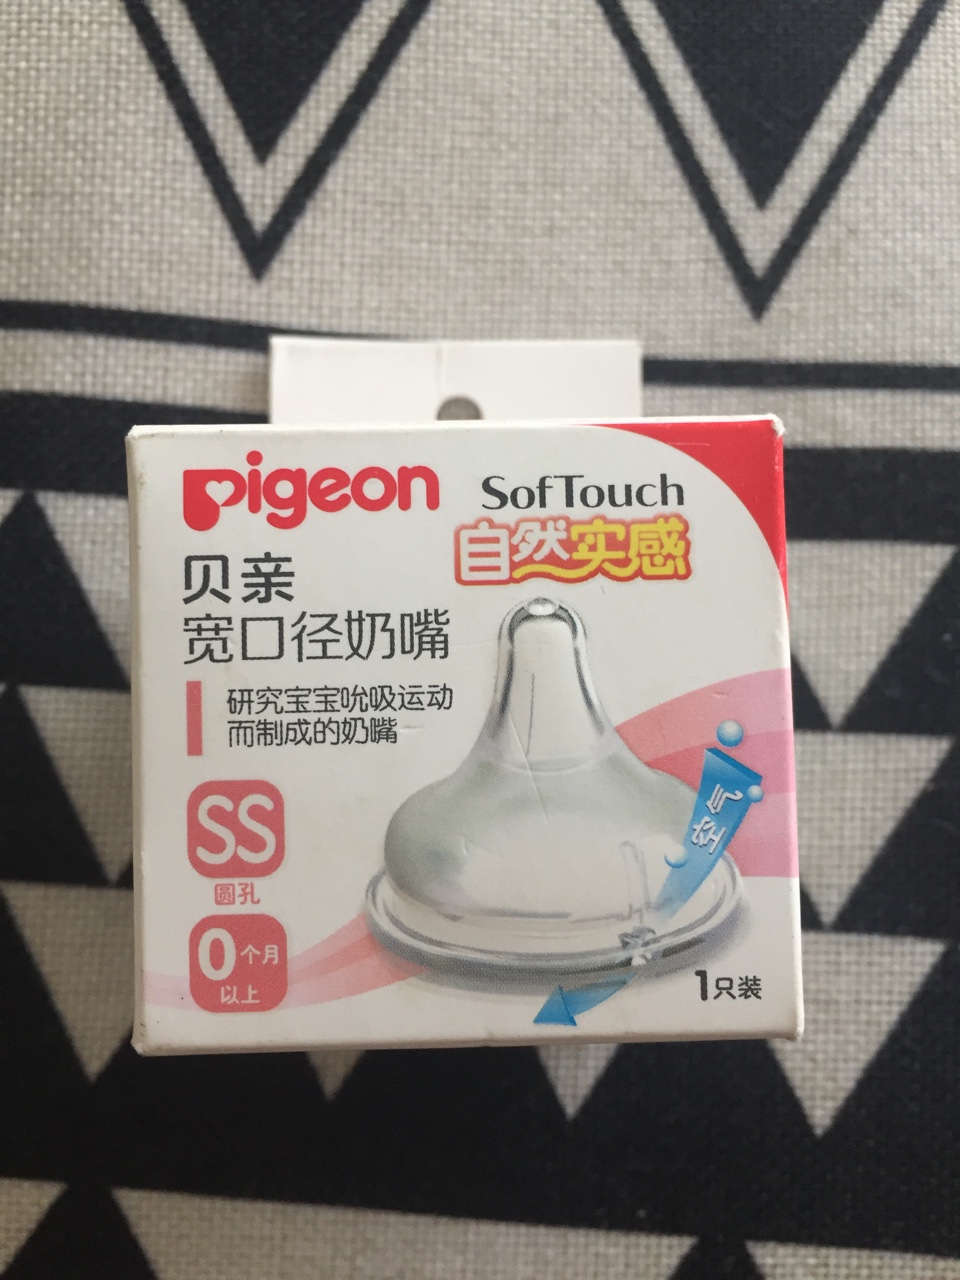 Pigeon
SofTouch
自然实感
贝亲
宽口径奶嘴
研究宝宝吮吸运动
而制成的奶嘴
SS
圆孔
0个月
以上
空气
1只装